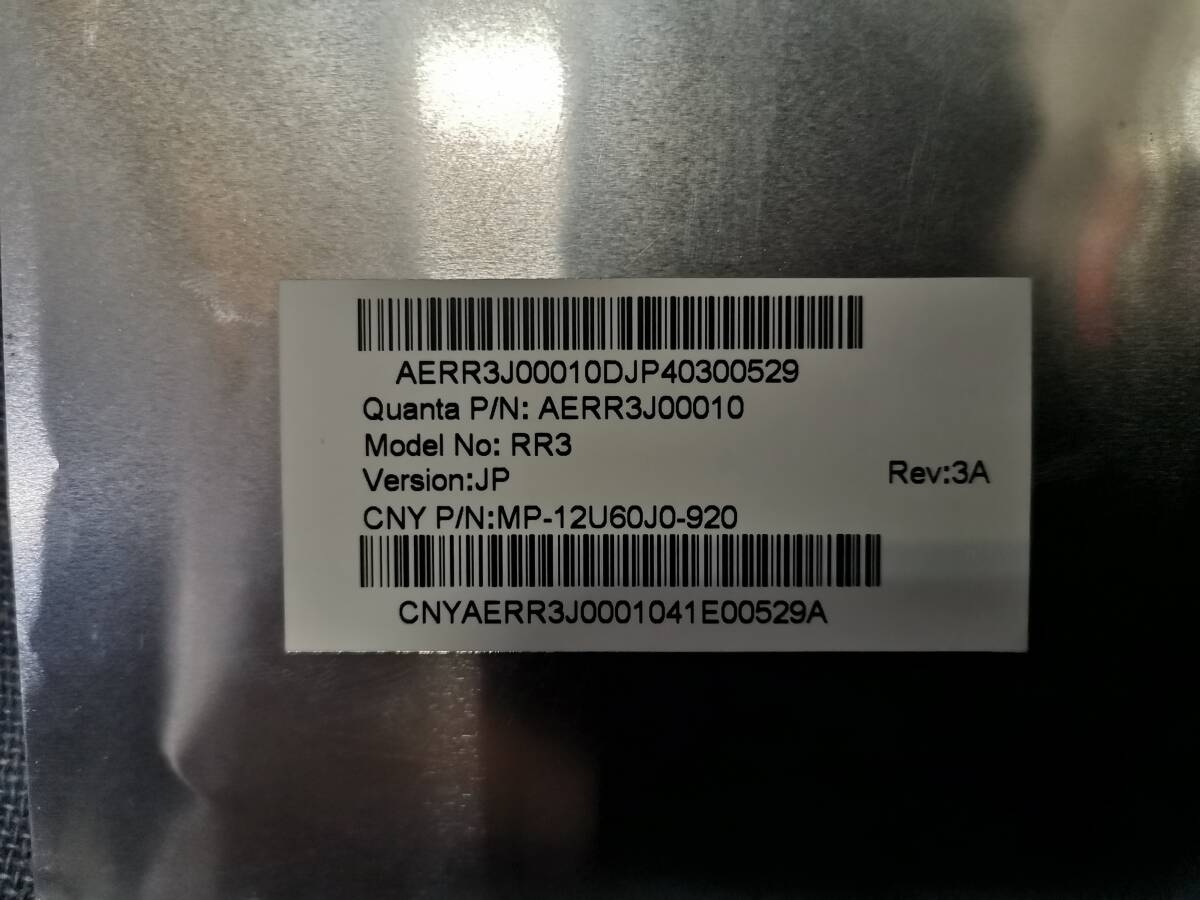 AERR3J00010DJP40300529
Quanta P/N: AERR3J00010
Model No: RR3
Version:JP
Rev:3A
CNY P/N:MP-12U60J0-920
CNYAERR3J0001041E00529A